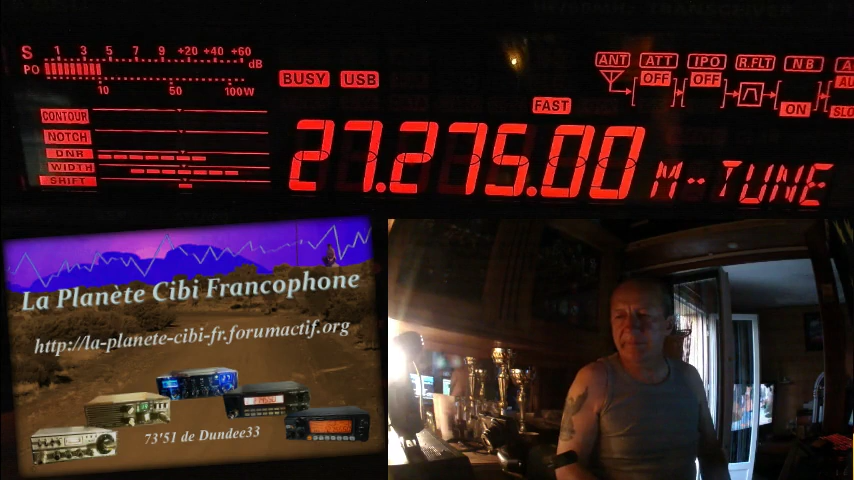 S 1 3 5 7 9 +20 +40 +60 dB
PO 10 50 100W
BUSY USB
ANT ATT IPO R.FLT NB
OFF OFF
ON
FAST
CONTOUR
NOTCH
DNR
WIDTH
SHIFT
27.275.00 M--TUNE
La Planète Cibi Francophone
http://la-planete-cibi-fr.forumactif.org
73'51 de Dundee33